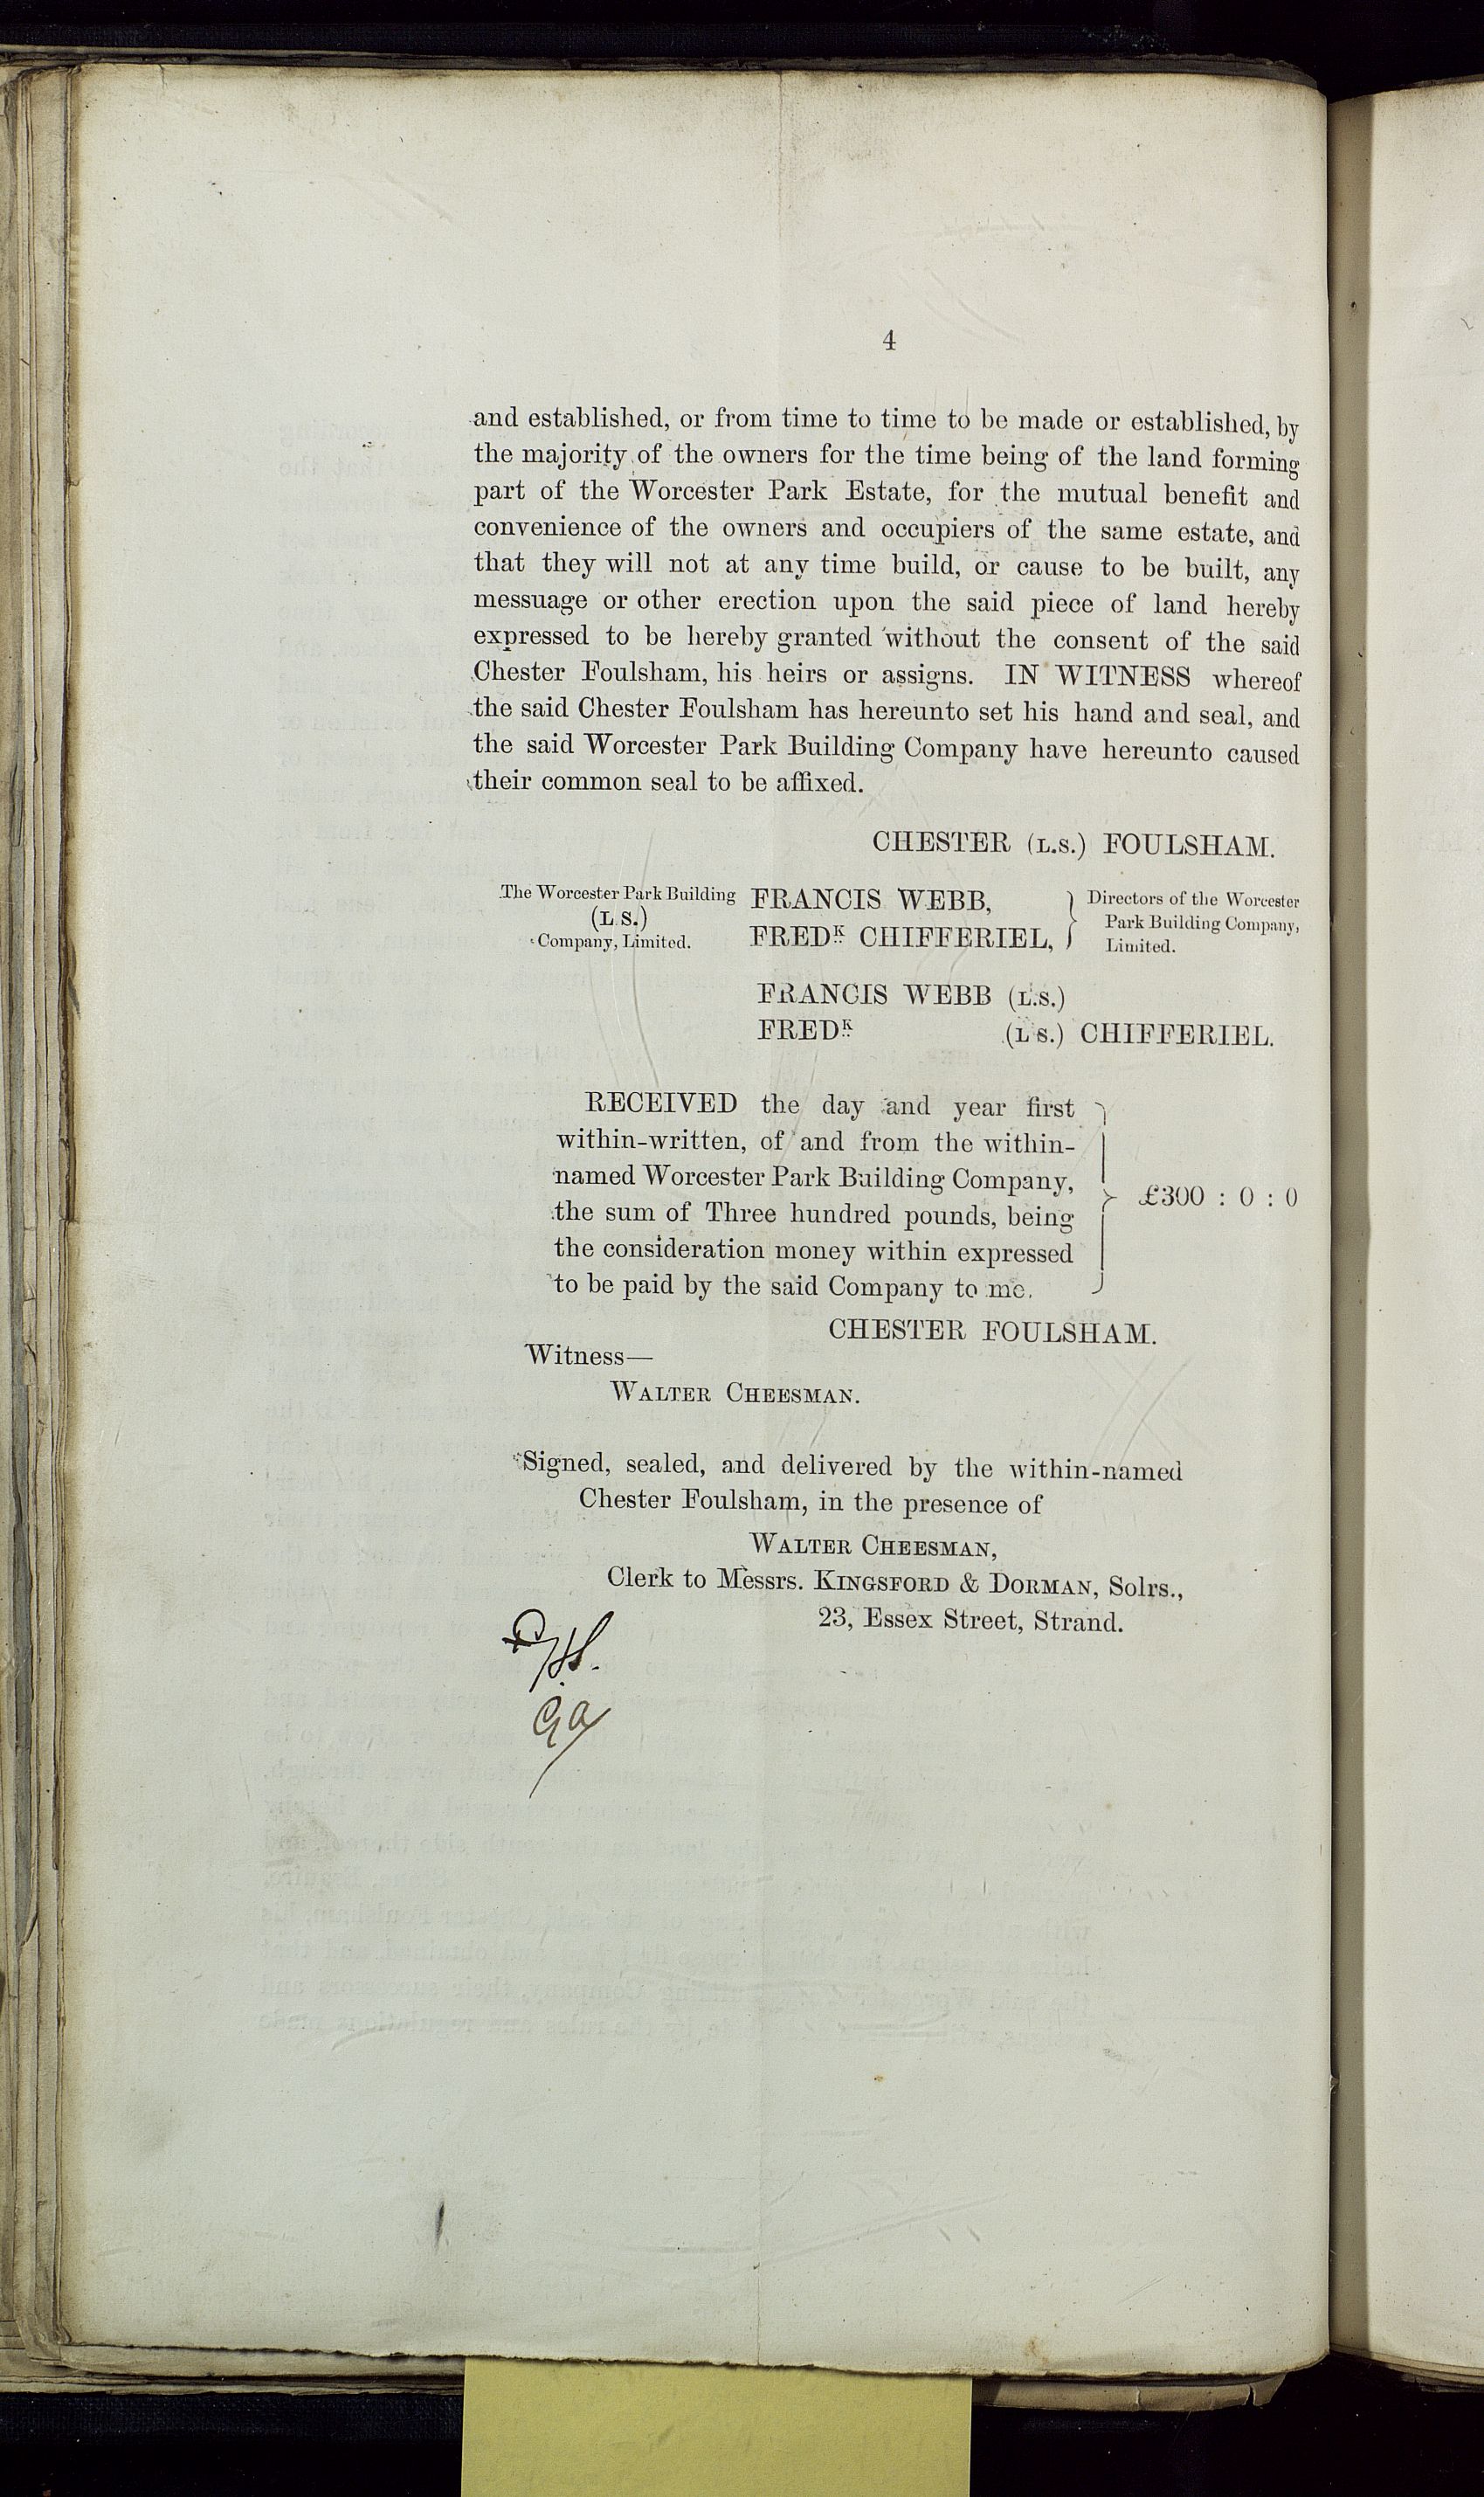 4
and established, or from time to time to be made or established, by
the majority of the owners for the time being of the land forming
part of the Worcester Park Estate, for the mutual benefit and
convenience of the owners and occupiers of the same estate, and
that they will not at any time build, or cause to be built, any
messuage or other erection upon the said piece of land hereby
expressed to be hereby granted without the consent of the said
Chester Foulsham, his heirs or assigns. IN WITNESS whereof
the said Chester Foulsham has hereunto set his hand and seal, and
the said Worcester Park Building Company have hereunto caused
their common seal to be affixed.
CHESTER (L.S.) FOULSHAM.
The Worcester Park Building
(L.S.)
Company, Limited.
FRANCIS WEBB,
FREDK CHIFFERIEL,
Directors of the Worcester
Park Building Company,
Limited.
FRANCIS WEBB (L.S.)
FREDK (L.S.) CHIFFERIEL.
RECEIVED the day and year first
within-written, of and from the within-
named Worcester Park Building Company,
the sum of Three hundred pounds, being
the consideration money within expressed
to be paid by the said Company to me.
£300 : 0 : 0
CHESTER FOULSHAM.
Witness—
WALTER CHEESMAN.
Signed, sealed, and delivered by the within-named
Chester Foulsham, in the presence of
WALTER CHEESMAN,
Clerk to Messrs. KINGSFORD & DORMAN, Solrs.,
23, Essex Street, Strand.